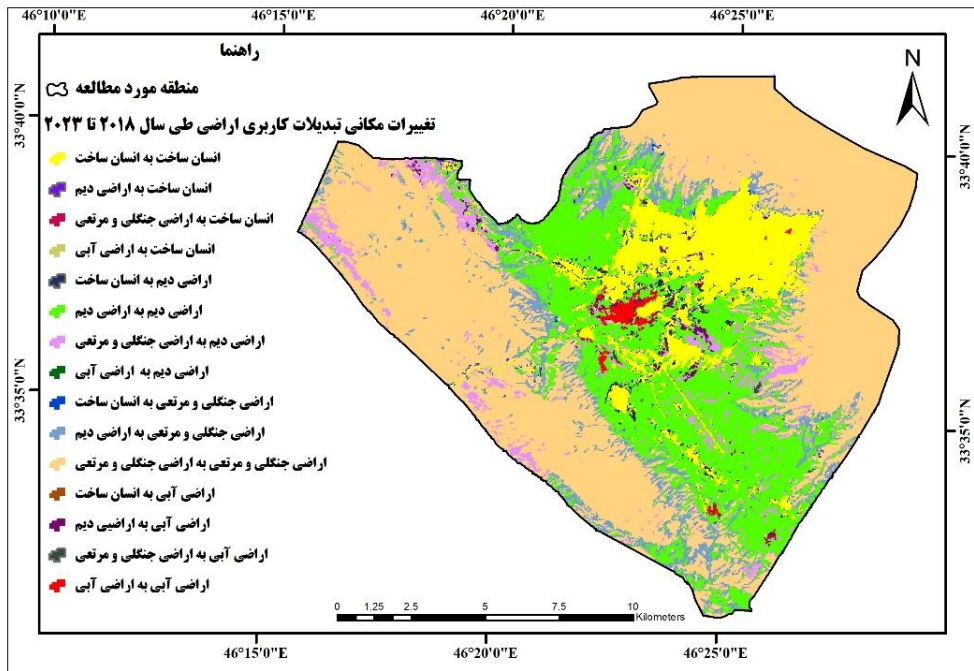 46°10'0"E 46°15'0"E 46°20'0"E 46°25'0"E
راهنما
N
منطقه مورد مطالعه
تغییرات مکانی تبدیلات کاربری اراضی طی سال ۲۰۱۸ تا ۲۰۲۳
33°40'0"N
33°40'0"N
انسان ساخت به انسان ساخت
انسان ساخت به اراضی دیم
انسان ساخت به اراضی جنگلی و مرتعی
انسان ساخت به اراضی آبی
اراضی دیم به انسان ساخت
اراضی دیم به اراضی دیم
اراضی دیم به اراضی جنگلی و مرتعی
اراضی دیم به اراضی آبی
33°35'0"N
33°35'0"N
اراضی جنگلی و مرتعی به انسان ساخت
اراضی جنگلی و مرتعی به اراضی دیم
اراضی جنگلی و مرتعی به اراضی جنگلی و مرتعی
اراضی آبی به انسان ساخت
اراضی آبی به اراضیی دیم
اراضی آبی به اراضی جنگلی و مرتعی
اراضی آبی به اراضی آبی
0 1.25 2.5 5 7.5 10
Kilometers
46°15'0"E 46°20'0"E 46°25'0"E